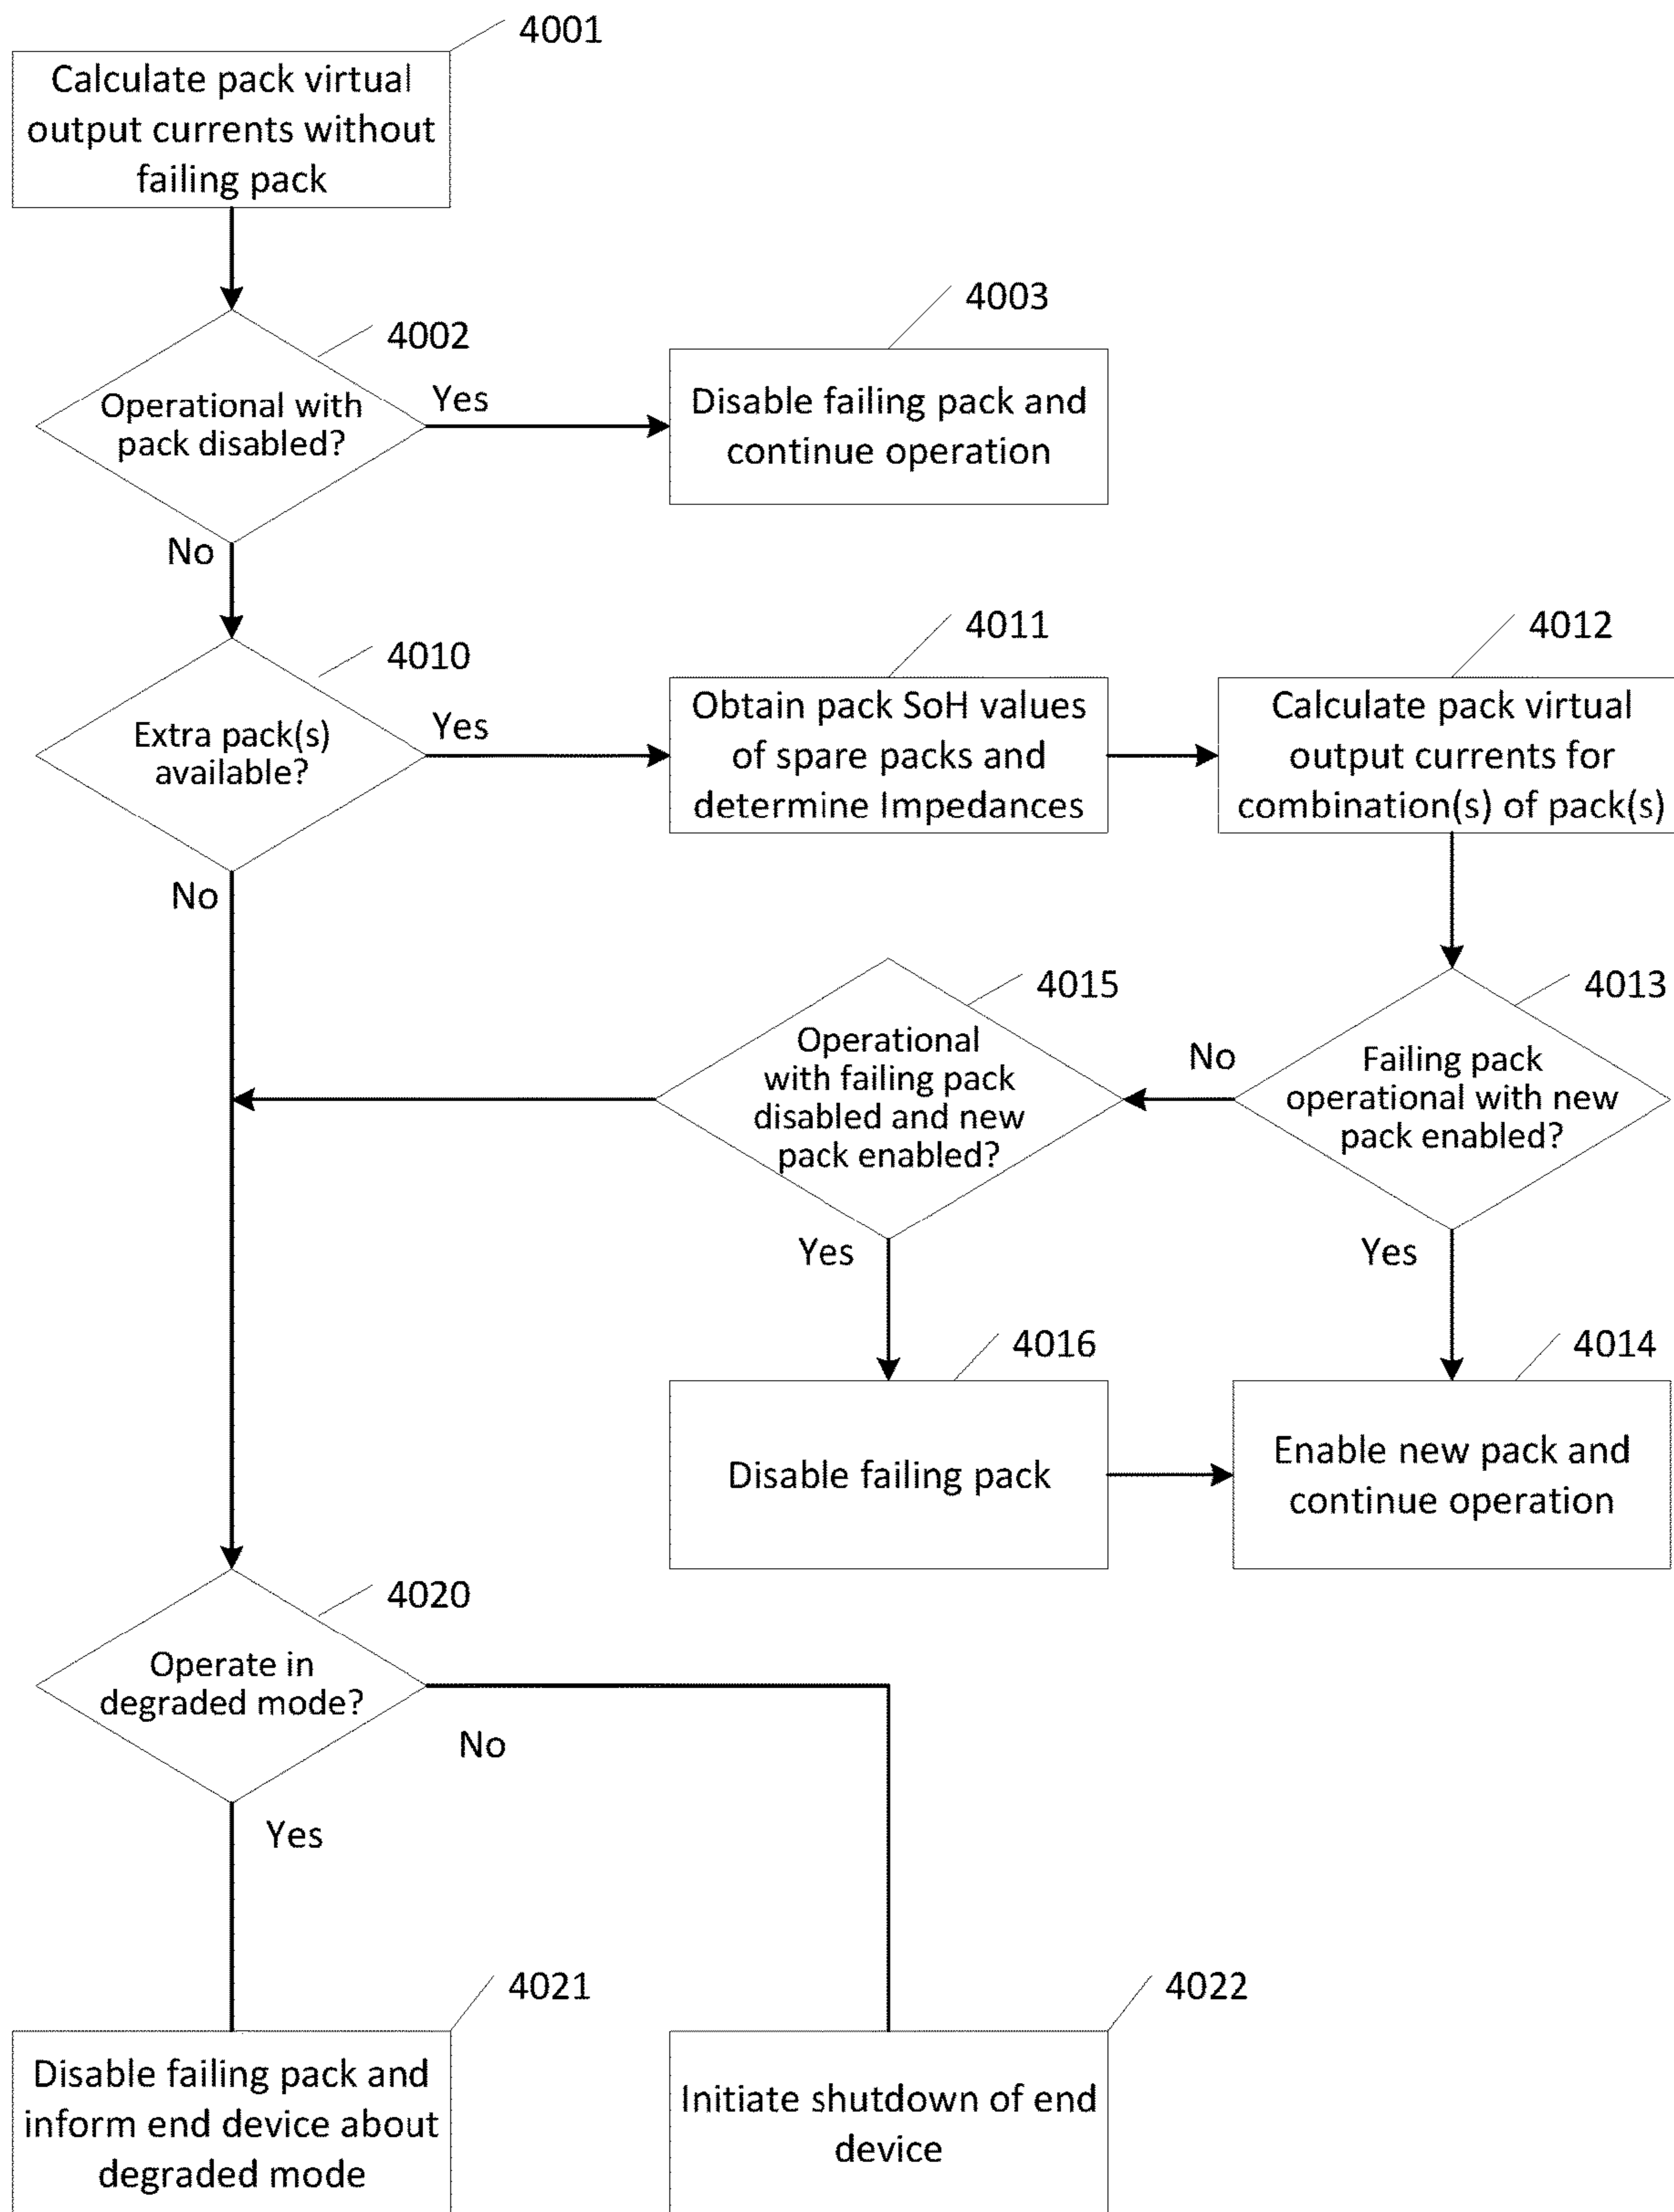 4001
Calculate pack virtual
output currents without
failing pack
4002
Operational with
pack disabled?
Yes
No
4003
Disable failing pack and
continue operation
4010
Extra pack(s)
available?
Yes
No
4011
Obtain pack SoH values
of spare packs and
determine Impedances
4012
Calculate pack virtual
output currents for
combination(s) of pack(s)
4013
Failing pack
operational with new
pack enabled?
No
Yes
4015
Operational
with failing pack
disabled and new
pack enabled?
Yes
4016
Disable failing pack
4014
Enable new pack and
continue operation
4020
Operate in
degraded mode?
No
Yes
4021
Disable failing pack and
inform end device about
degraded mode
4022
Initiate shutdown of end
device